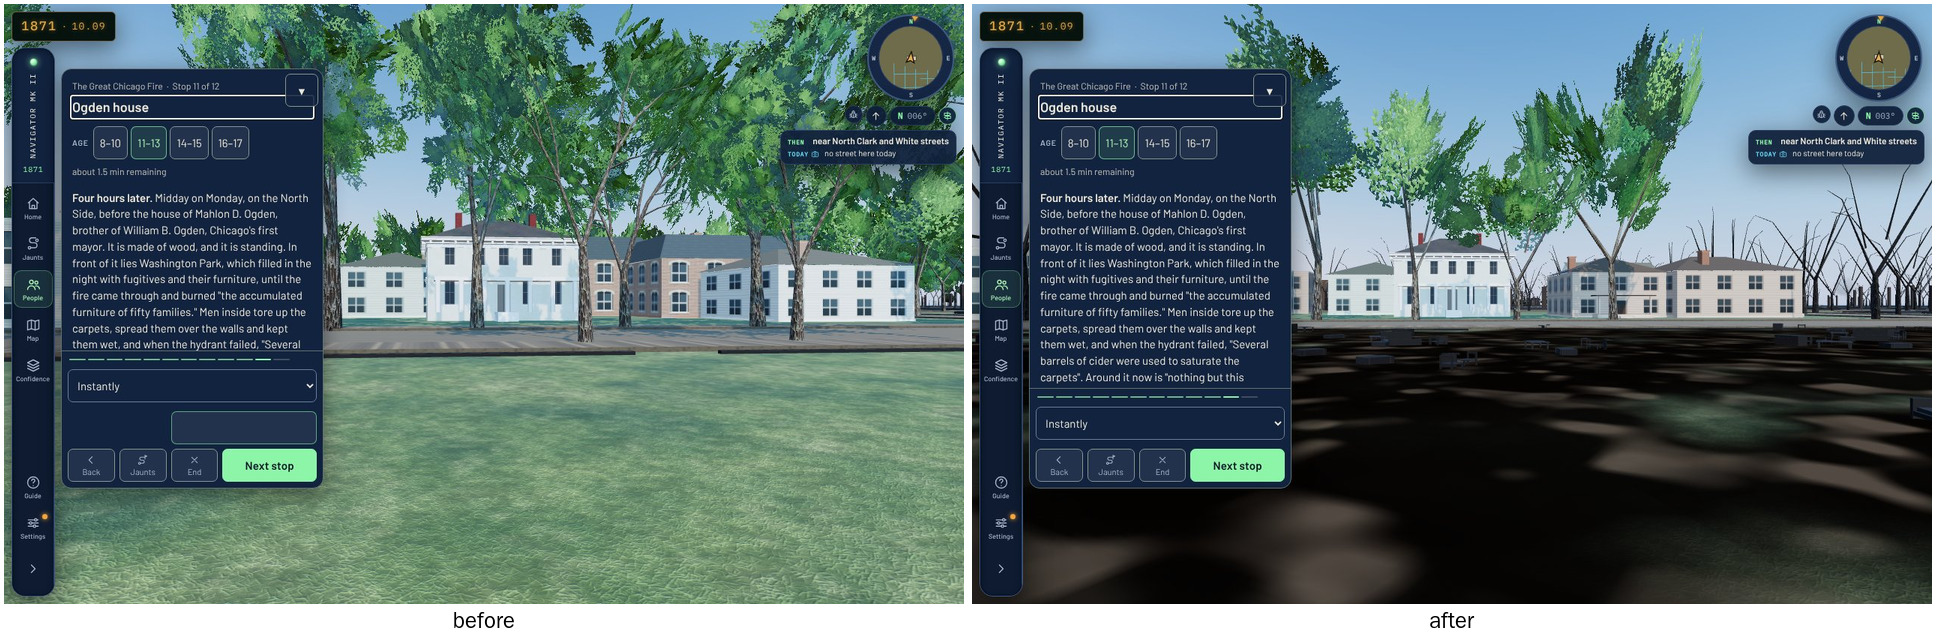 1871 · 10.09
NAVIGATOR MK II
1871
Home
Jaunts
People
Map
Confidence
Guide
Settings
The Great Chicago Fire · Stop 11 of 12
Ogden house
AGE 8–10 11–13 14–15 16–17
about 1.5 min remaining
Four hours later. Midday on Monday, on the North
Side, before the house of Mahlon D. Ogden,
brother of William B. Ogden, Chicago's first
mayor. It is made of wood, and it is standing. In
front of it lies Washington Park, which filled in the
night with fugitives and their furniture, until the
fire came through and burned "the accumulated
furniture of fifty families." Men inside tore up the
carpets, spread them over the walls and kept
them wet, and when the hydrant failed, "Several
Instantly
Back
Jaunts
End
Next stop
N
W
E
S
N 006°
THEN near North Clark and White streets
TODAY no street here today
before
1871 · 10.09
NAVIGATOR MK II
1871
Home
Jaunts
People
Map
Confidence
Guide
Settings
The Great Chicago Fire · Stop 11 of 12
Ogden house
AGE 8–10 11–13 14–15 16–17
about 1.5 min remaining
Four hours later. Midday on Monday, on the North
Side, before the house of Mahlon D. Ogden,
brother of William B. Ogden, Chicago's first
mayor. It is made of wood, and it is standing. In
front of it lies Washington Park, which filled in the
night with fugitives and their furniture, until the
fire came through and burned "the accumulated
furniture of fifty families." Men inside tore up the
carpets, spread them over the walls and kept
them wet, and when the hydrant failed, "Several
barrels of cider were used to saturate the
carpets". Around it now is "nothing but this
Instantly
Back
Jaunts
End
Next stop
N
W
E
S
N 003°
THEN near North Clark and White streets
TODAY no street here today
after